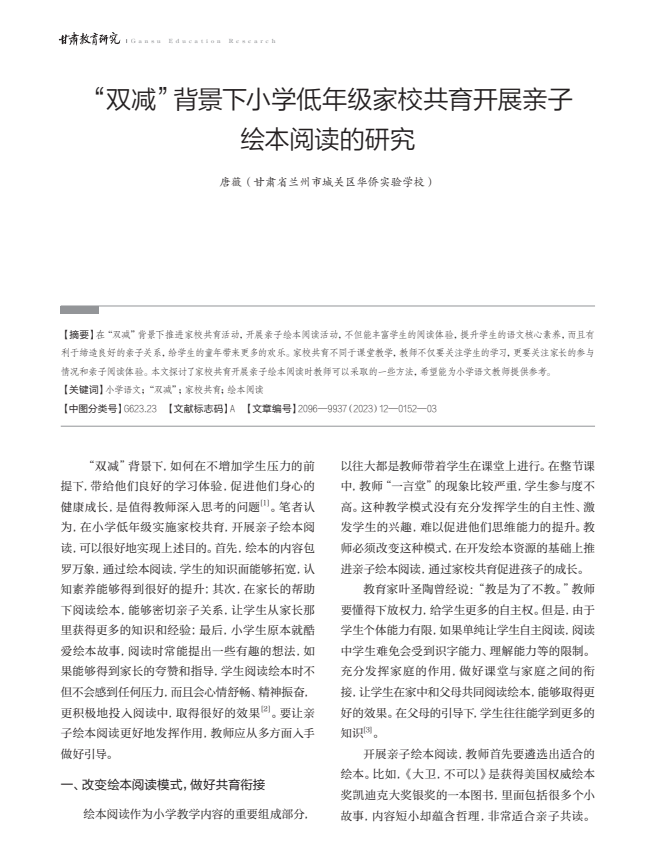 甘肃教育研究 Gansu Education Research
“双减”背景下小学低年级家校共育开展亲子
绘本阅读的研究
唐薇（甘肃省兰州市城关区华侨实验学校）
【摘要】在“双减”背景下推进家校共育活动，开展亲子绘本阅读活动，不但能丰富学生的阅读体验，提升学生的语文核心素养，而且有
利于缔造良好的亲子关系，给学生的童年带来更多的欢乐。家校共育不同于课堂教学，教师不仅要关注学生的学习，更要关注家长的参与
情况和亲子阅读体验。本文探讨了家校共育开展亲子绘本阅读时教师可以采取的一些方法，希望能为小学语文教师提供参考。
【关键词】小学语文；“双减”；家校共育；绘本阅读
【中图分类号】G623.23 【文献标志码】A 【文章编号】2096—9937(2023)12—0152—03
“双减”背景下，如何在不增加学生压力的前
提下，带给他们良好的学习体验，促进他们身心的
健康成长，是值得教师深入思考的问题[1]。笔者认
为，在小学低年级实施家校共育，开展亲子绘本阅
读，可以很好地实现上述目的。首先，绘本的内容包
罗万象，通过绘本阅读，学生的知识面能够拓宽，认
知素养能够得到很好的提升；其次，在家长的帮助
下阅读绘本，能够密切亲子关系，让学生从家长那
里获得更多的知识和经验；最后，小学生原本就酷
爱绘本故事，阅读时常能提出一些有趣的想法，如
果能够得到家长的夸赞和指导，学生阅读绘本时不
但不会感到任何压力，而且会心情舒畅、精神振奋，
更积极地投入阅读中，取得很好的效果[2]。要让亲
子绘本阅读更好地发挥作用，教师应从多方面入手
做好引导。
一、改变绘本阅读模式，做好共育衔接
绘本阅读作为小学教学内容的重要组成部分，
以往大都是教师带着学生在课堂上进行。在整节课
中，教师“一言堂”的现象比较严重，学生参与度不
高。这种教学模式没有充分发挥学生的自主性、激
发学生的兴趣，难以促进他们思维能力的提升。教
师必须改变这种模式，在开发绘本资源的基础上推
进亲子绘本阅读，通过家校共育促进孩子的成长。
教育家叶圣陶曾经说：“教是为了不教。”教师
要懂得下放权力，给学生更多的自主权。但是，由于
学生个体能力有限，如果单纯让学生自主阅读，阅读
中学生难免会受到识字能力、理解能力等的限制。
充分发挥家庭的作用，做好课堂与家庭之间的衔
接，让学生在家中和父母共同阅读绘本，能够取得更
好的效果。在父母的引导下，学生往往能学到更多的
知识[3]。
开展亲子绘本阅读，教师首先要遴选出适合的
绘本。比如，《大卫，不可以》是获得美国权威绘本
奖凯迪克大奖银奖的一本图书，里面包括很多个小
故事，内容短小却蕴含哲理，非常适合亲子共读。